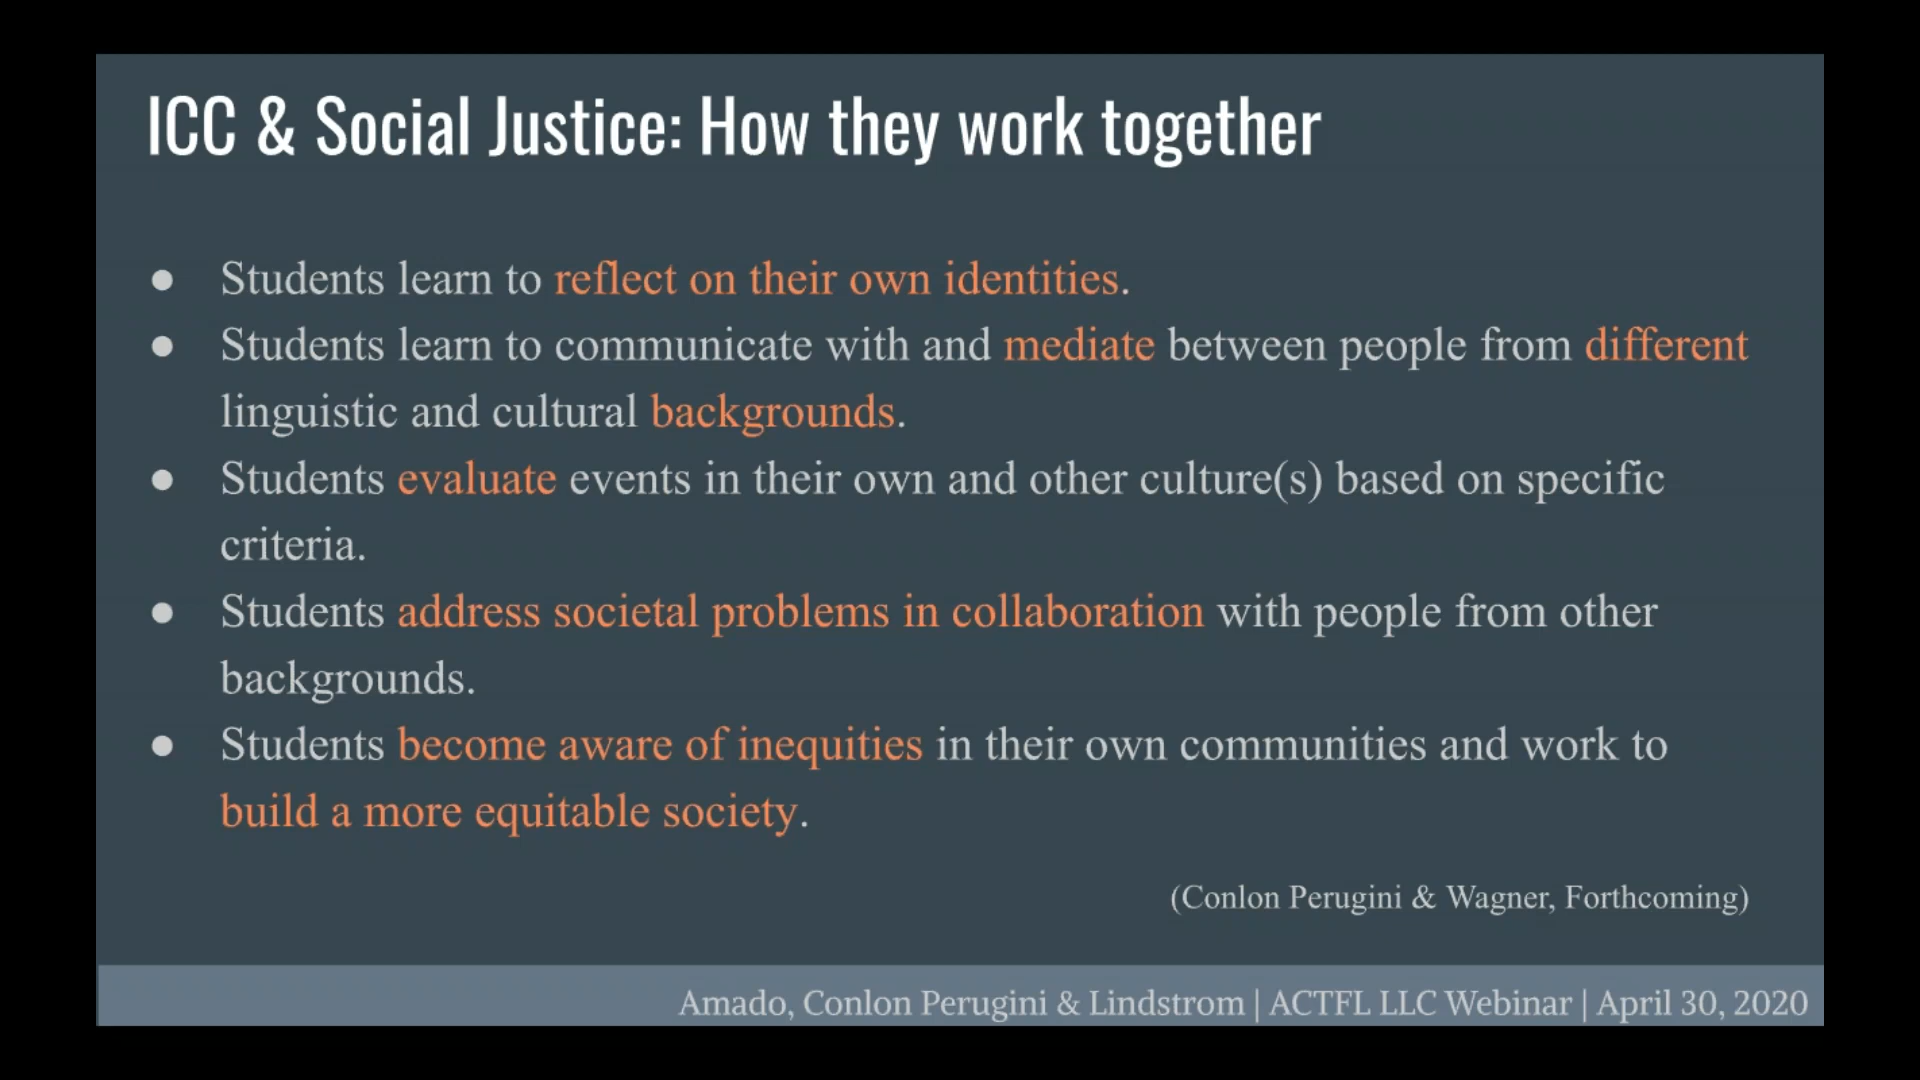 ICC & Social Justice: How they work together
● Students learn to reflect on their own identities.
● Students learn to communicate with and mediate between people from different
linguistic and cultural backgrounds.
● Students evaluate events in their own and other culture(s) based on specific
criteria.
● Students address societal problems in collaboration with people from other
backgrounds.
● Students become aware of inequities in their own communities and work to
build a more equitable society.
(Conlon Perugini & Wagner, Forthcoming)
Amado, Conlon Perugini & Lindstrom | ACTFL LLC Webinar | April 30, 2020